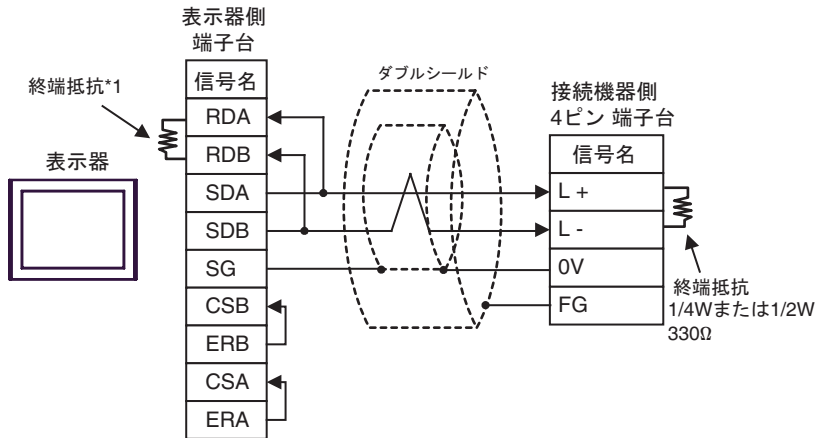 表示器側
端子台
信号名
RDA
RDB
SDA
SDB
SG
CSB
ERB
CSA
ERA
終端抵抗*1
表示器
ダブルシールド
接続機器側
4ピン 端子台
信号名
L +
L -
0V
FG
終端抵抗
1/4Wまたは1/2W
330Ω